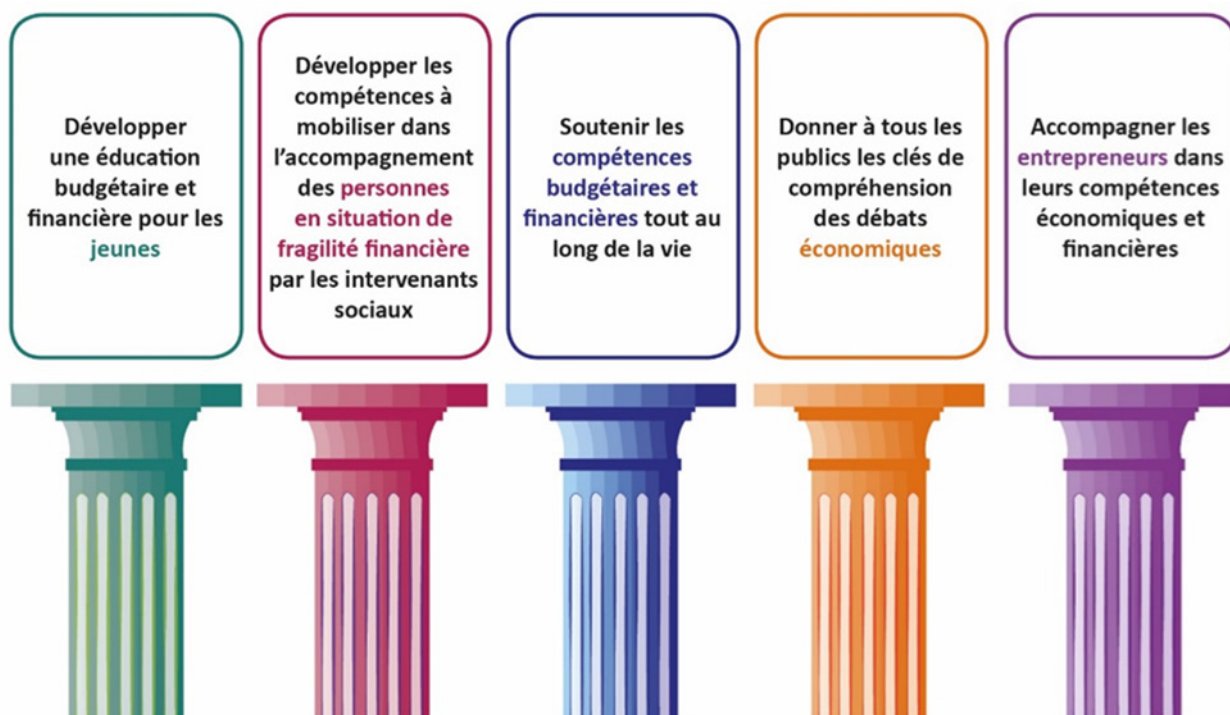 Développer
une éducation
budgétaire et
financière pour les
jeunes
Développer les
compétences à
mobiliser dans
l’accompagnement
des personnes
en situation de
fragilité financière
par les intervenants
sociaux
Soutenir les
compétences
budgétaires et
financières tout au
long de la vie
Donner à tous les
publics les clés de
compréhension
des débats
économiques
Accompagner les
entrepreneurs dans
leurs compétences
économiques et
financières